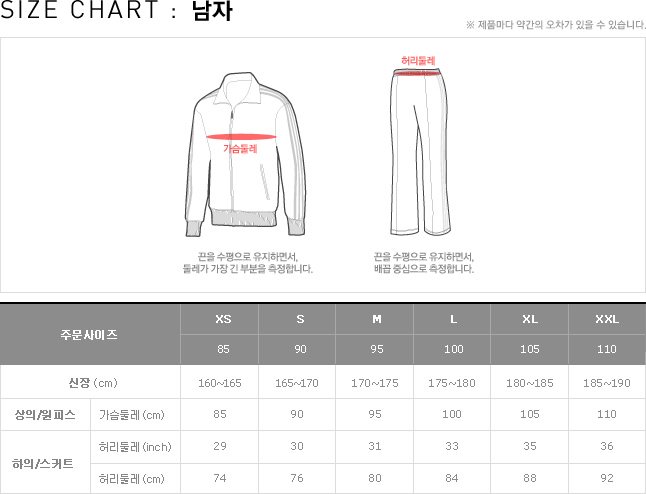 SIZE CHART : 남자
※ 제품마다 약간의 오차가 있을 수 있습니다.
허리둘레
가슴둘레
끈을 수평으로 유지하면서,
둘레가 가장 긴 부분을 측정합니다.
끈을 수평으로 유지하면서,
배꼽 중심으로 측정합니다.
주문사이즈 XS S M L XL XXL
85 90 95 100 105 110
신장 (cm) 160~165 165~170 170~175 175~180 180~185 185~190
상의/원피스 가슴둘레 (cm) 85 90 95 100 105 110
하의/스커트 허리둘레 (inch) 29 30 31 33 35 36
허리둘레 (cm) 74 76 80 84 88 92